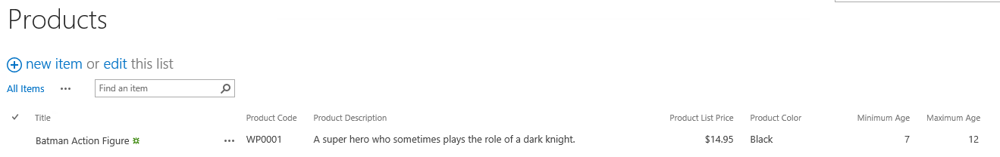 Products
new item or edit this list
All Items ••• Find an item
Title Product Code Product Description Product List Price Product Color Minimum Age Maximum Age
Batman Action Figure ••• WP0001 A super hero who sometimes plays the role of a dark knight. $14.95 Black 7 12